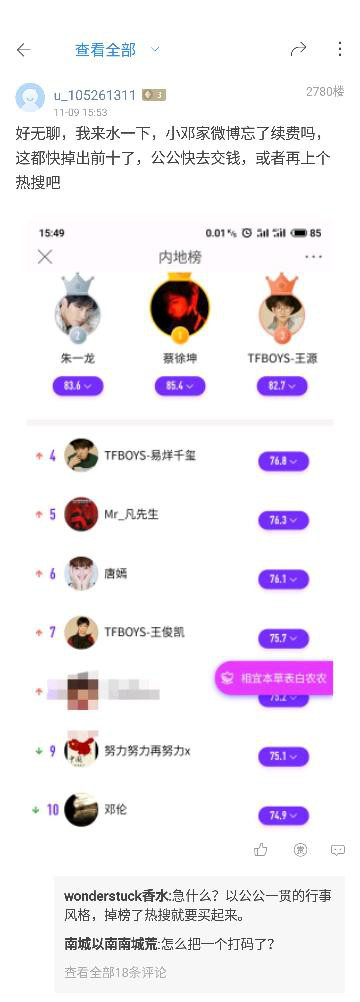 查看全部
u_105261311 3
2780楼
11-09 15:53
好无聊，我来水一下，小邓家微博忘了续费吗，
这都快掉出前十了，公公快去交钱，或者再上个
热搜吧
15:49 0.01 85
内地榜
2 1 3
朱一龙 蔡徐坤 TFBOYS-王源
83.6 85.4 82.7
4 TFBOYS-易烊千玺 76.8
5 Mr_凡先生 76.3
6 唐嫣 76.1
7 TFBOYS-王俊凯 75.7
相宜本草表白农农
75.2
9 努力努力再努力x 75.1
10 邓伦 74.9
赏
wonderstuck香水:急什么？以公公一贯的行事
风格，掉榜了热搜就要买起来。
南城以南南城荒:怎么把一个打码了？
查看全部18条评论